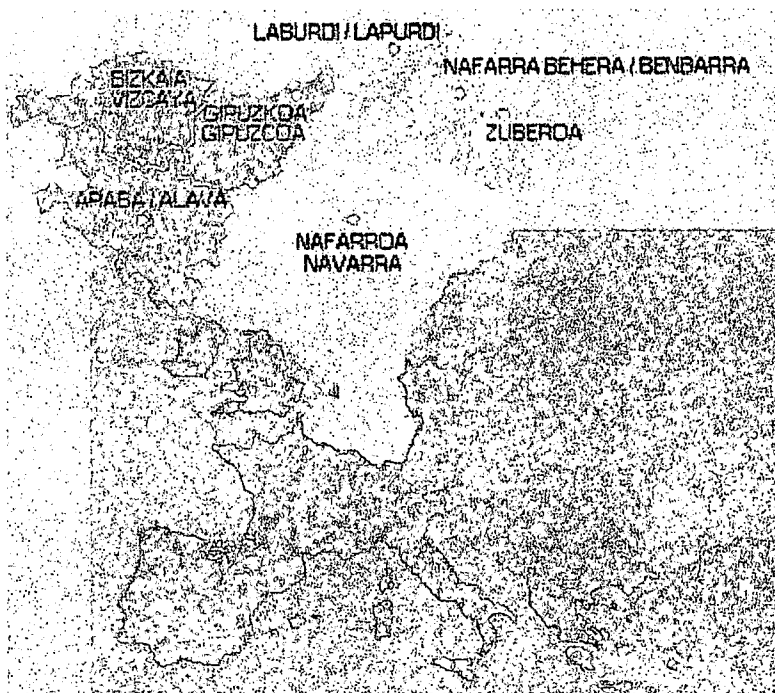 LABURDI / LAPURDI
BIZKAIA
VIZCAYA
NAFARRA BEHERA / BENBARRA
GIPUZKOA
GIPUZCOA
ZUBEROA
ARABA / ALAVA
NAFARROA
NAVARRA